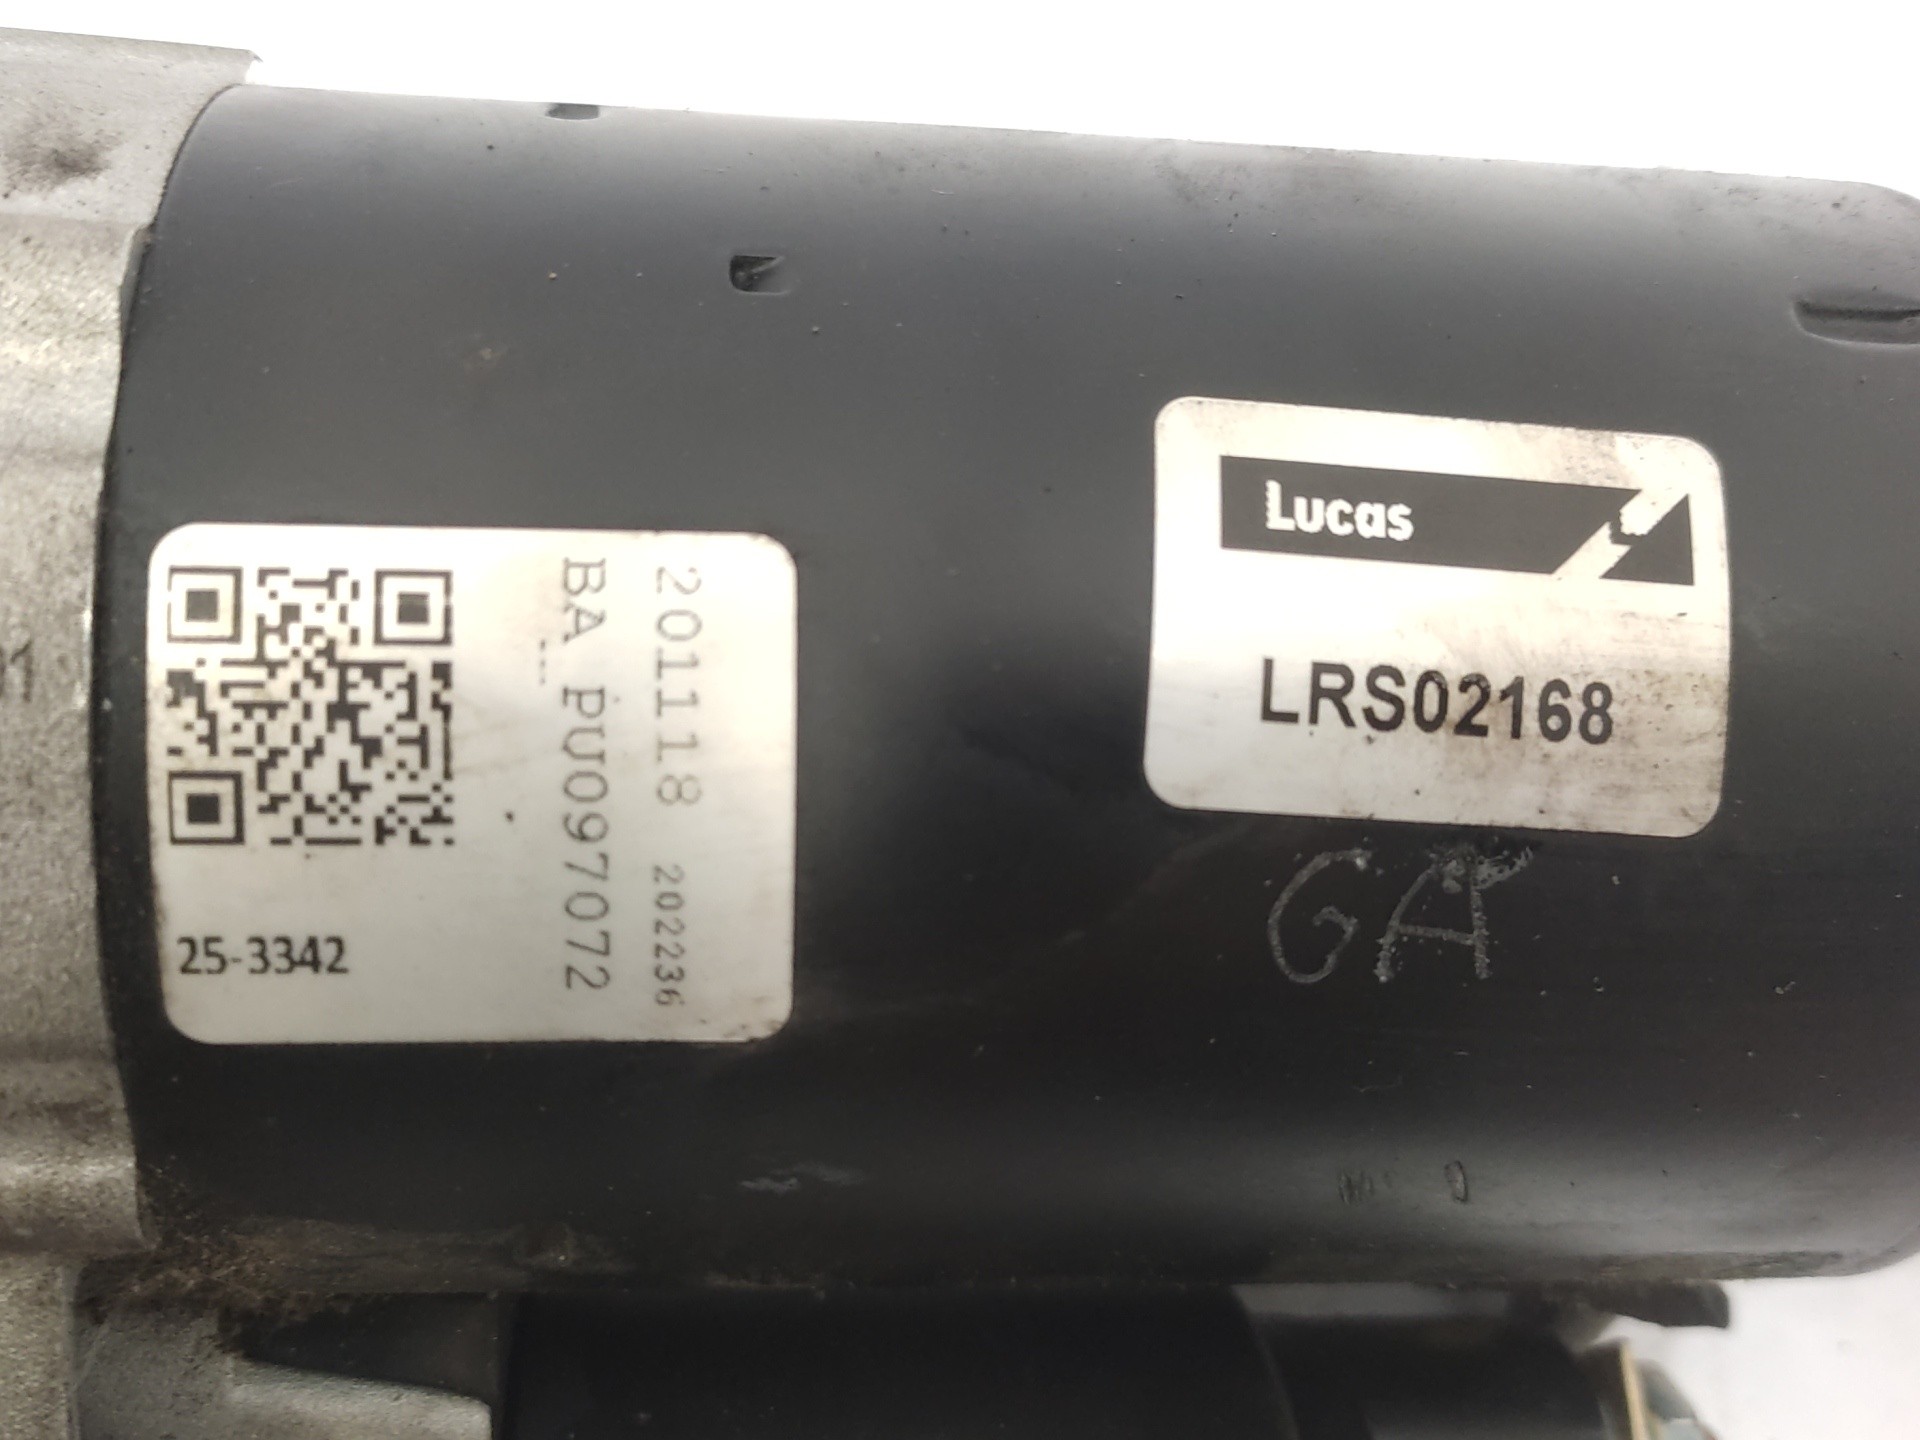 Lucas
LRS02168
201118 202236
BA PU097072
25-3342
GA